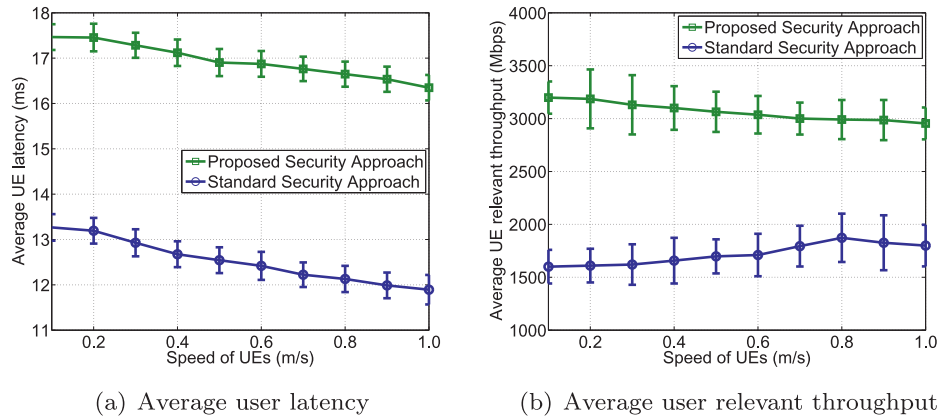 18
17
16
15
14
13
12
11
Average UE latency (ms)
Proposed Security Approach
Standard Security Approach
0.2 0.4 0.6 0.8 1.0
Speed of UEs (m/s)
(a) Average user latency
4000
3500
3000
2500
2000
1500
1000
Average UE relevant throughput (Mbps)
Proposed Security Approach
Standard Security Approach
0.2 0.4 0.6 0.8 1.0
Speed of UEs (m/s)
(b) Average user relevant throughput